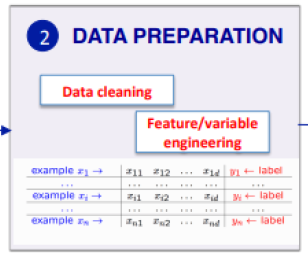 2 DATA PREPARATION
Data cleaning
Feature/variable
engineering
example x₁ → x₁₁ x₁₂ … x₁d y₁ ← label
… … … … … …
example xᵢ → xᵢ₁ xᵢ₂ … xᵢd yᵢ ← label
… … … … … …
example xₙ → xₙ₁ xₙ₂ … xₙd yₙ ← label